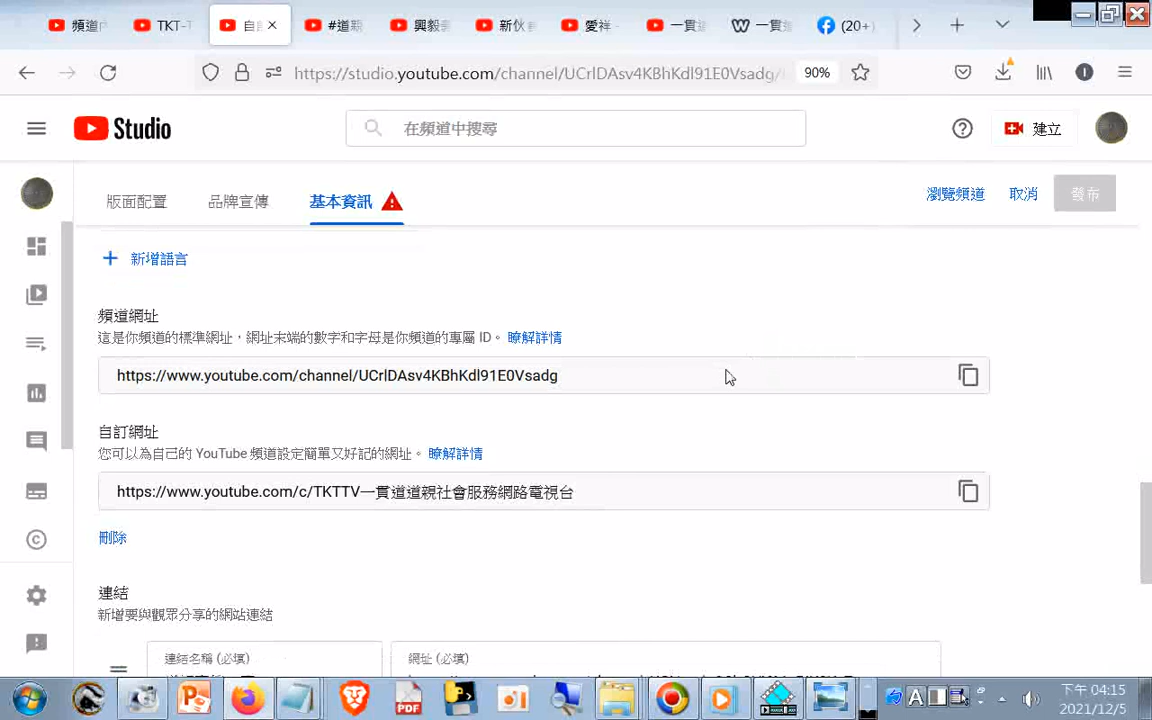 頻道
TKT-
自
#道親
興毅
新伙
愛祥
一貫道
一貫
(20+
https://studio.youtube.com/channel/UCrlDAsv4KBhKdl91E0Vsadg/
90%
Studio
在頻道中搜尋
建立
版面配置
品牌宣傳
基本資訊
瀏覽頻道
取消
發布
+ 新增語言
頻道網址
這是你頻道的標準網址，網址末端的數字和字母是你頻道的專屬 ID。 瞭解詳情
https://www.youtube.com/channel/UCrlDAsv4KBhKdl91E0Vsadg
自訂網址
您可以為自己的 YouTube 頻道設定簡單又好記的網址。 瞭解詳情
https://www.youtube.com/c/TKTTV一貫道道親社會服務網路電視台
刪除
連結
新增要與觀眾分享的網站連結
連結名稱 (必填)
網址 (必填)
PDF
A
下午 04:15
2021/12/5